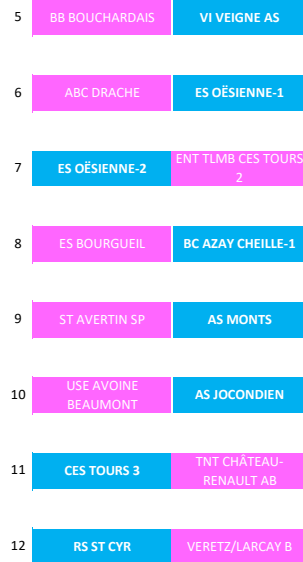 5 BB BOUCHARDAIS VI VEIGNE AS
6 ABC DRACHE ES OËSIENNE-1
7 ES OËSIENNE-2 ENT TLMB CES TOURS
2
8 ES BOURGUEIL BC AZAY CHEILLE-1
9 ST AVERTIN SP AS MONTS
10 USE AVOINE
BEAUMONT AS JOCONDIEN
11 CES TOURS 3 TNT CHÂTEAU-
RENAULT AB
12 RS ST CYR VERETZ/LARCAY B